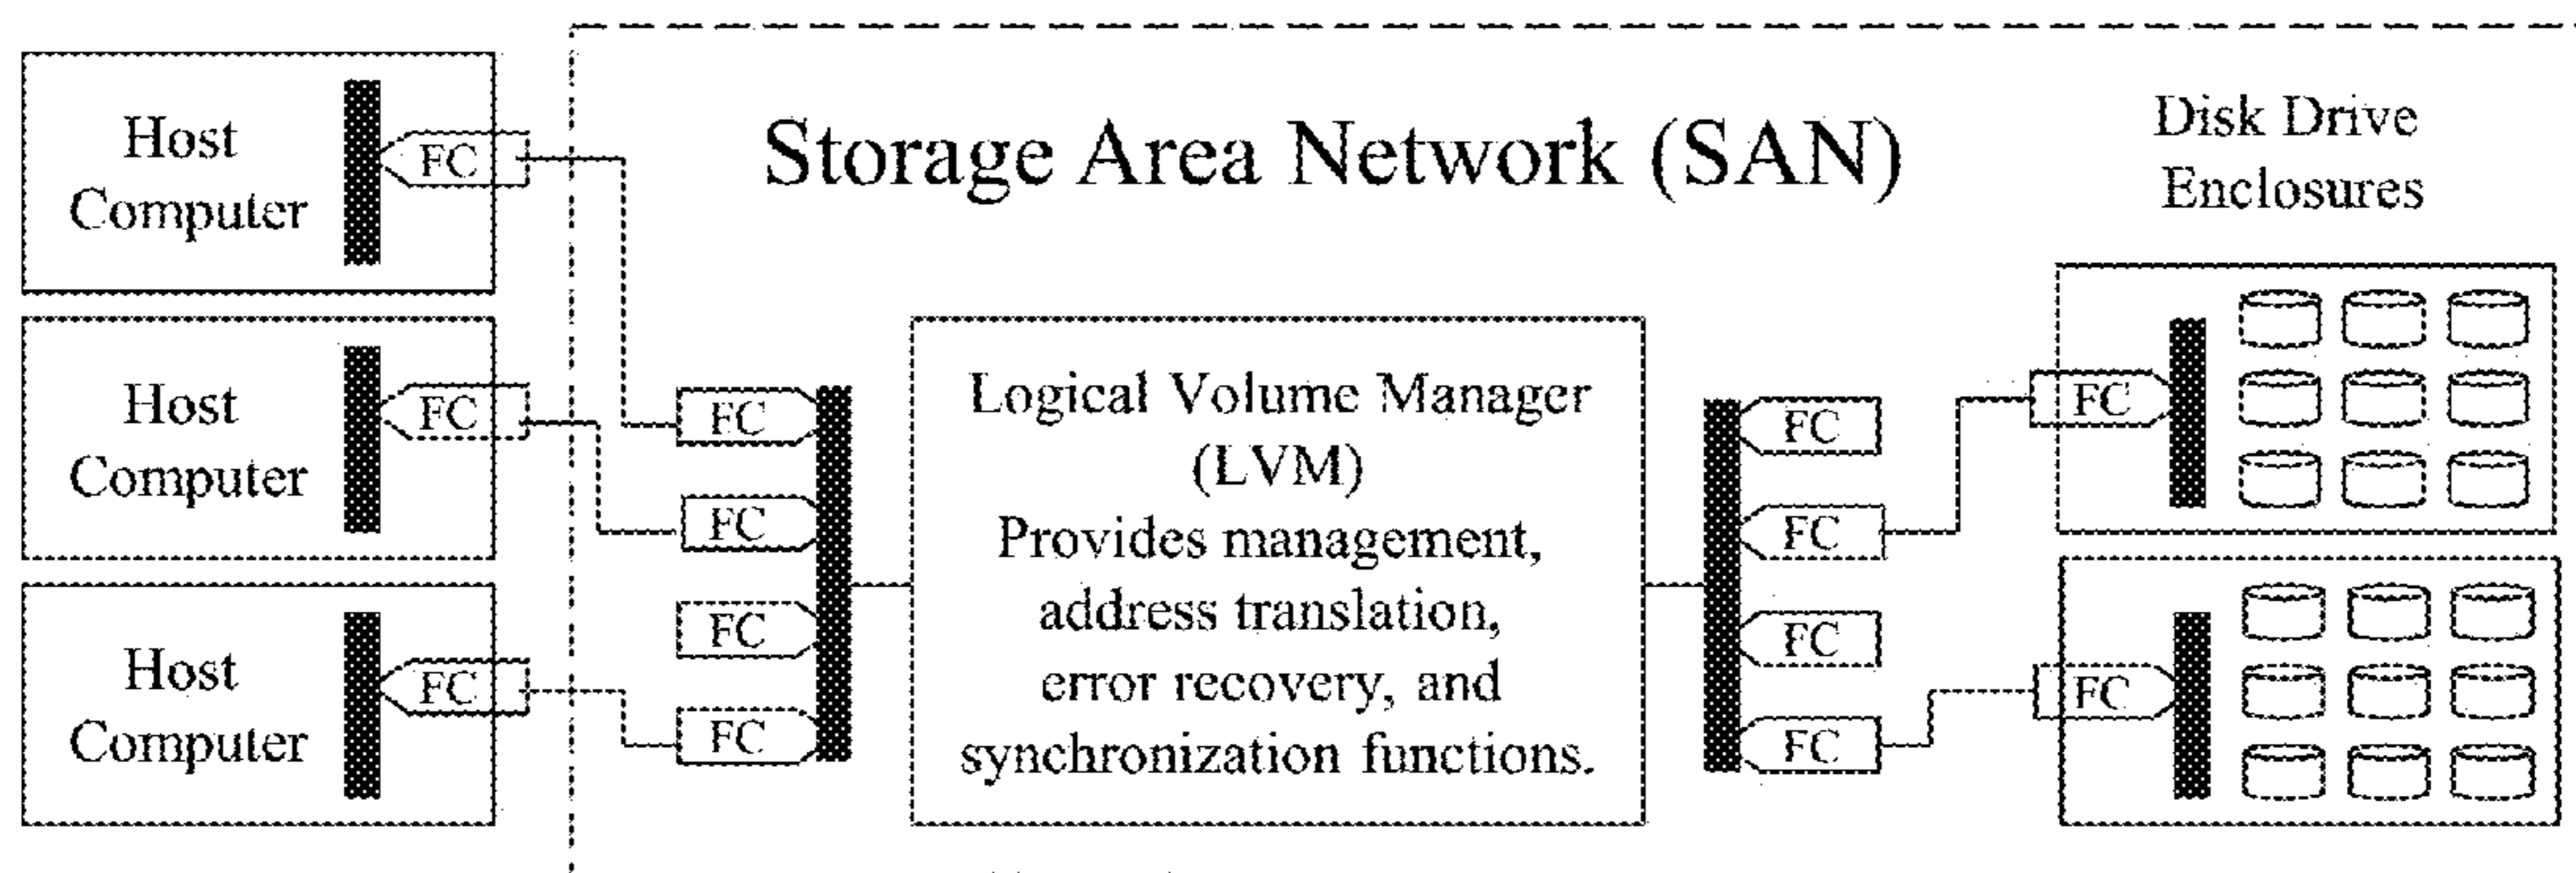 Storage Area Network (SAN)
Disk Drive
Enclosures
Host
Computer
FC
Host
Computer
FC
Host
Computer
FC
FC
FC
FC
FC
Logical Volume Manager
(LVM)
Provides management,
address translation,
error recovery, and
synchronization functions.
FC
FC
FC
FC
FC
FC